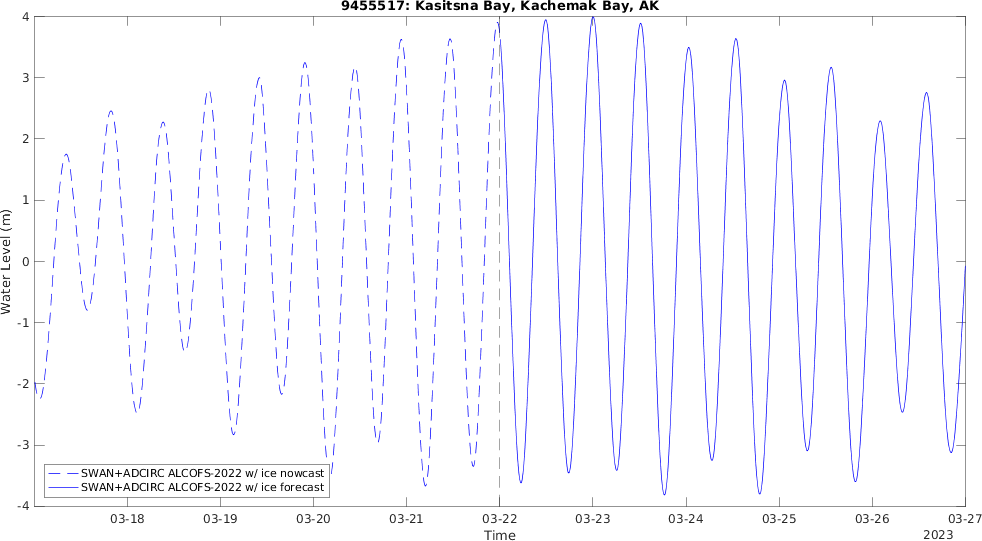 9455517: Kasitsna Bay, Kachemak Bay, AK
4
3
2
1
0
-1
-2
-3
-4
Water Level (m)
SWAN+ADCIRC ALCOFS-2022 w/ ice nowcast
SWAN+ADCIRC ALCOFS-2022 w/ ice forecast
03-18 03-19 03-20 03-21 03-22 03-23 03-24 03-25 03-26 03-27
Time
2023